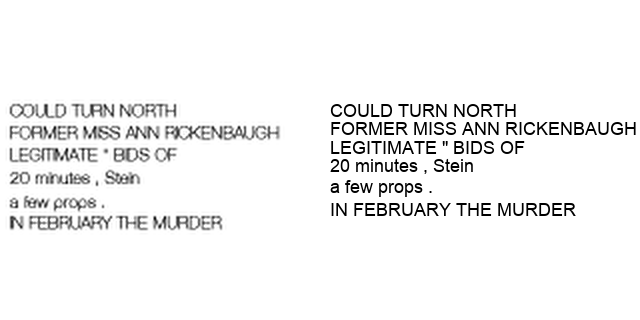 COULD TURN NORTH
FORMER MISS ANN RICKENBAUGH
LEGITIMATE " BIDS OF
20 minutes , Stein
a few props .
IN FEBRUARY THE MURDER
COULD TURN NORTH
FORMER MISS ANN RICKENBAUGH
LEGITIMATE " BIDS OF
20 minutes , Stein
a few props .
IN FEBRUARY THE MURDER